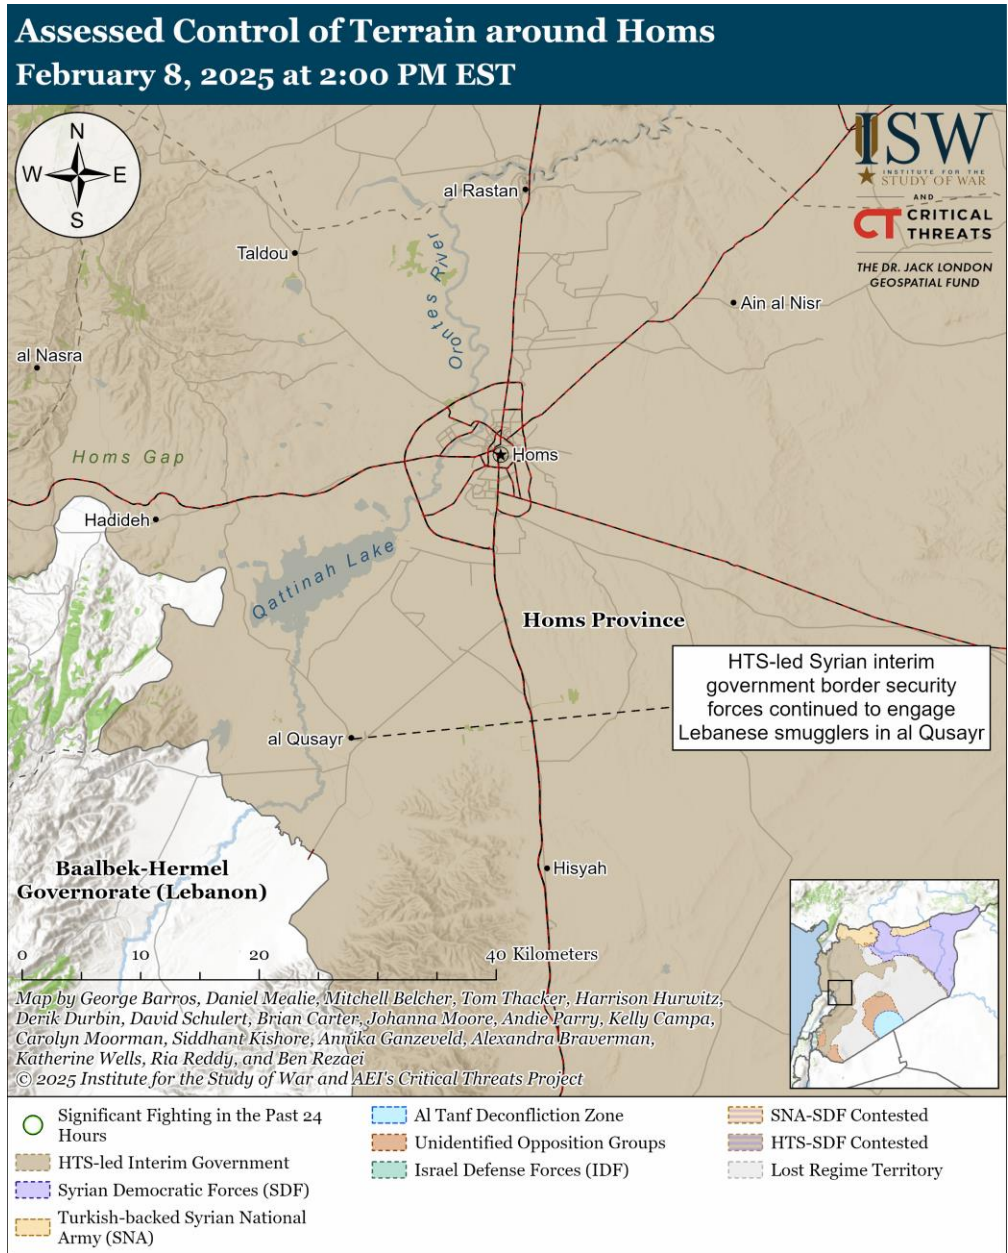 Assessed Control of Terrain around Homs
February 8, 2025 at 2:00 PM EST
N
W
E
S
ISW
INSTITUTE FOR THE
STUDY OF WAR
AND
CT CRITICAL
THREATS
THE DR. JACK LONDON
GEOSPATIAL FUND
al Rastan
Taldou
Orontes River
Ain al Nisr
al Nasra
Homs Gap
Homs
Hadideh
Qattinah Lake
Homs Province
HTS-led Syrian interim
government border security
forces continued to engage
Lebanese smugglers in al Qusayr
al Qusayr
Hisyah
Baalbek-Hermel
Governorate (Lebanon)
0
20
40 Kilometers
10
30
Map by George Barros, Daniel Mealie, Mitchell Belcher, Tom Thacker, Harrison Hurwitz,
Derik Durbin, David Schulert, Brian Carter, Johanna Moore, Andie Parry, Kelly Campa,
Carolyn Moorman, Siddhant Kishore, Annika Ganzeveld, Alexandra Braverman,
Katherine Wells, Ria Reddy, and Ben Rezaei
© 2025 Institute for the Study of War and AEI's Critical Threats Project
Significant Fighting in the Past 24
Hours
HTS-led Interim Government
Syrian Democratic Forces (SDF)
Turkish-backed Syrian National
Army (SNA)
Al Tanf Deconfliction Zone
Unidentified Opposition Groups
Israel Defense Forces (IDF)
SNA-SDF Contested
HTS-SDF Contested
Lost Regime Territory